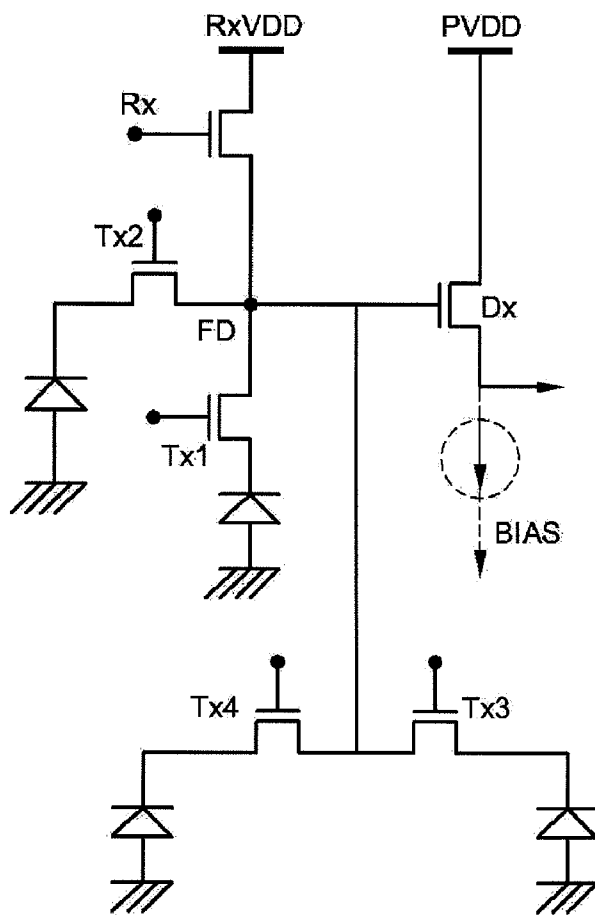 RxVDD
PVDD
Rx
Tx2
FD
Dx
Tx1
BIAS
Tx4
Tx3